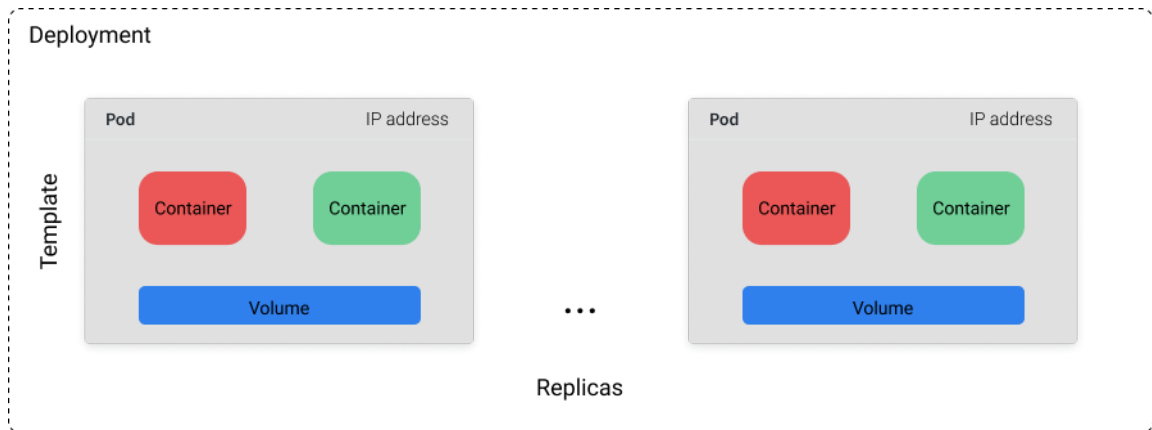 Deployment
Pod IP address
Pod IP address
Template
Container Container
Container Container
Volume
...
Volume
Replicas